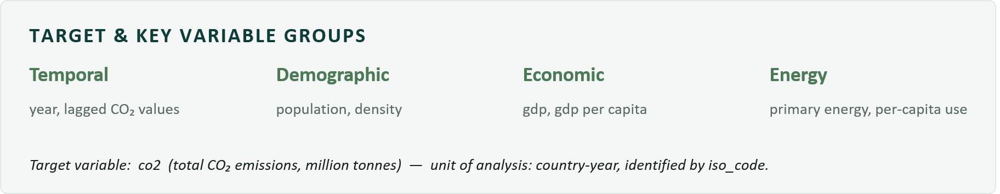 TARGET & KEY VARIABLE GROUPS
Temporal
year, lagged CO₂ values
Demographic
population, density
Economic
gdp, gdp per capita
Energy
primary energy, per-capita use
Target variable: co2 (total CO₂ emissions, million tonnes) — unit of analysis: country-year, identified by iso_code.